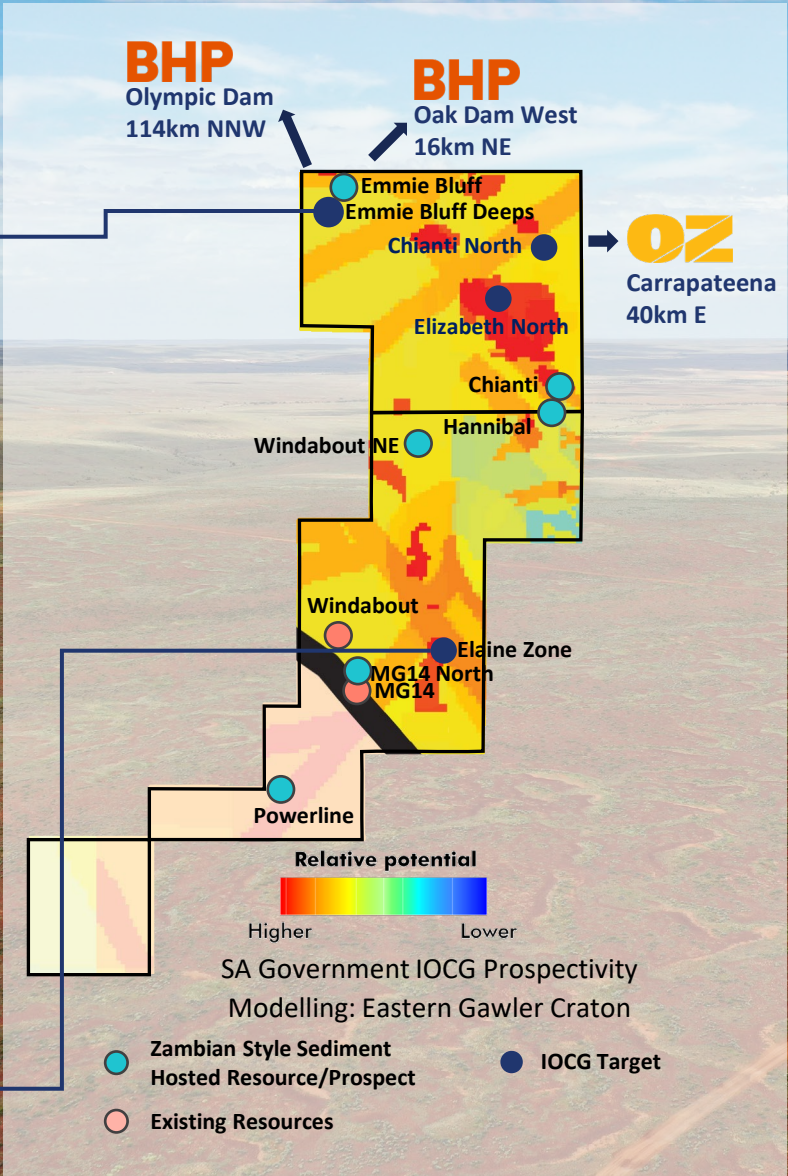 BHP
Olympic Dam
114km NNW
BHP
Oak Dam West
16km NE
Emmie Bluff
Emmie Bluff Deeps
Chianti North
OZ
Carrapateena
40km E
Elizabeth North
Chianti
Hannibal
Windabout NE
Windabout
Elaine Zone
MG14 North
MG14
Powerline
Relative potential
Higher
Lower
SA Government IOCG Prospectivity
Modelling: Eastern Gawler Craton
Zambian Style Sediment
Hosted Resource/Prospect
IOCG Target
Existing Resources